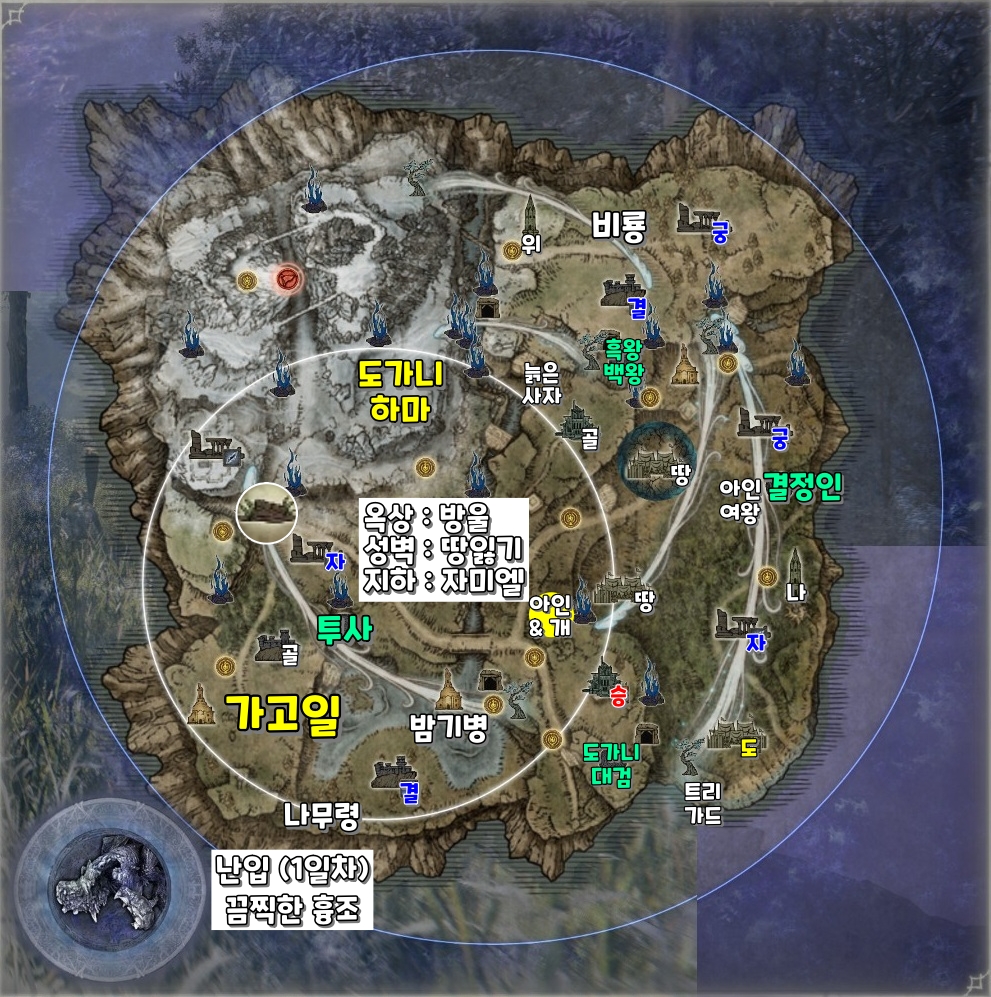 비룡
궁
위
결
흑왕
백왕
늙은
사자
도가니
하마
골
궁
땅
아인
여왕
결정인
옥상 : 방울
성벽 : 땅잃기
지하 : 자미엘
자
아인
& 개
땅
나
투사
골
자
승
가고일
밤기병
도
도가니
대검
결
트리
가드
나무령
난입 (1일차)
끔찍한 흉조